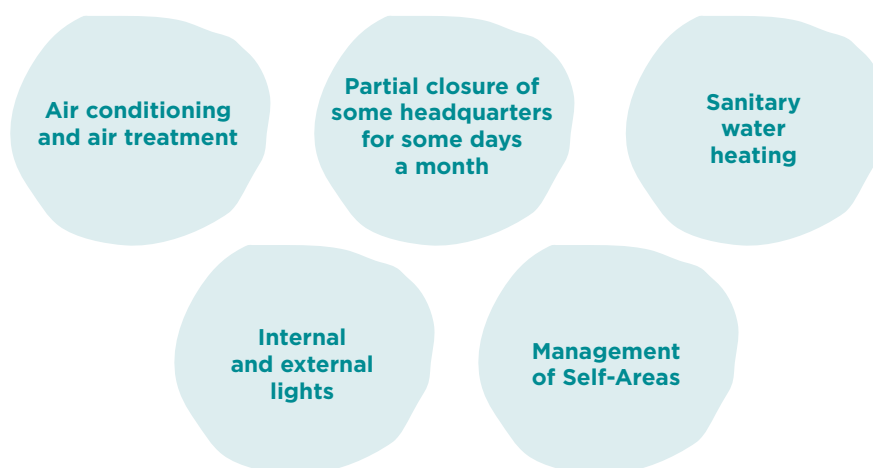 Air conditioning
and air treatment
Partial closure of
some headquarters
for some days
a month
Sanitary
water
heating
Internal
and external
lights
Management
of Self-Areas